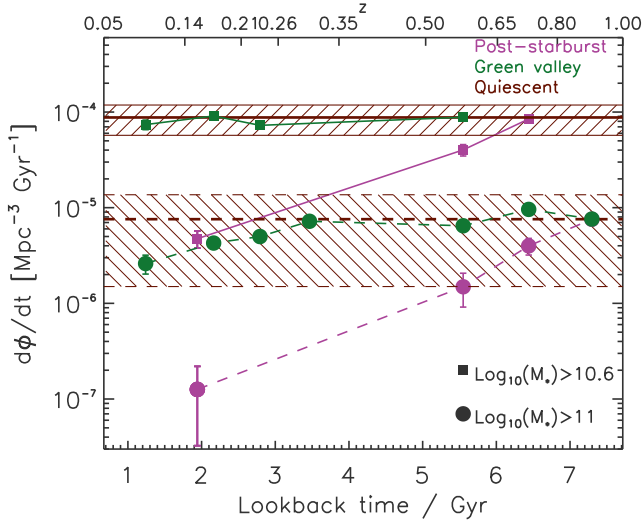 z
0.05 0.14 0.21 0.26 0.35 0.55 0.65 0.75 1.00
Post−starburst
Green valley
Quiescent
10⁻⁴
10⁻⁵
10⁻⁶
10⁻⁷
dϕ/dt [Mpc⁻³ Gyr⁻¹]
Log₁₀(M∗)>10.6
Log₁₀(M∗)>11
1 2 3 4 5 6 7
Lookback time / Gyr